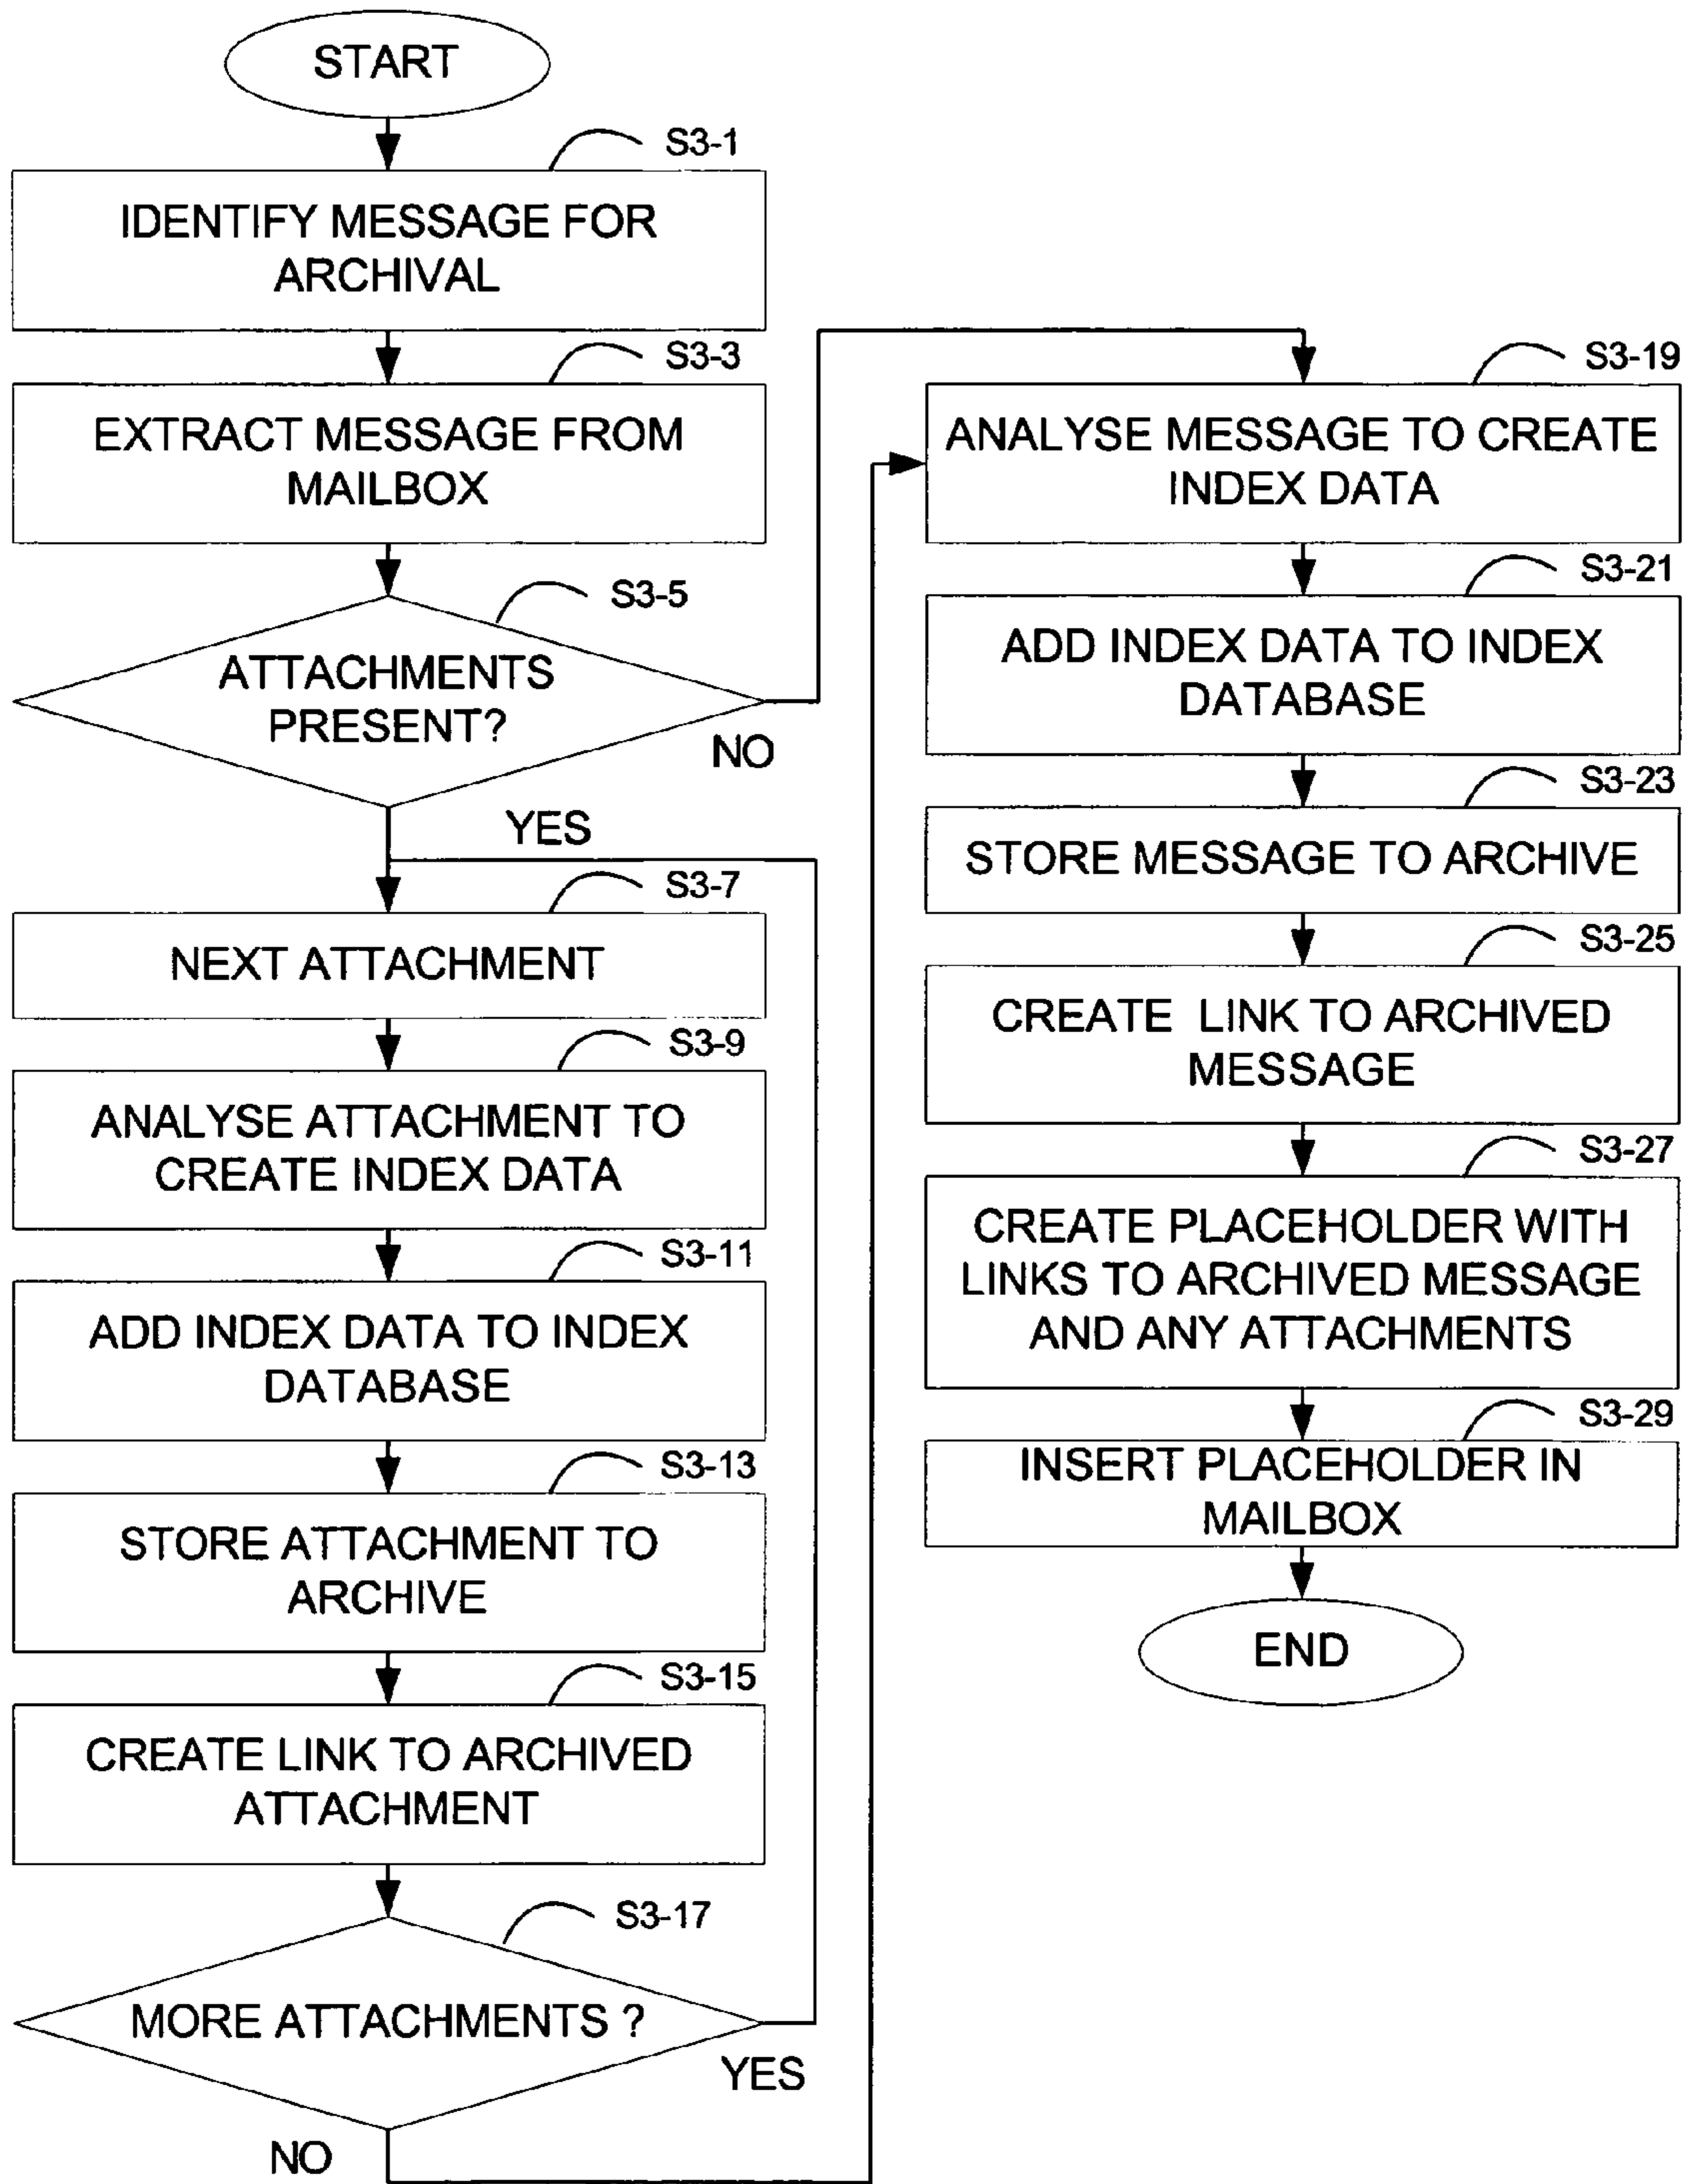 START
S3-1
IDENTIFY MESSAGE FOR
ARCHIVAL
S3-3
EXTRACT MESSAGE FROM
MAILBOX
S3-5
ATTACHMENTS
PRESENT?
NO
YES
S3-7
NEXT ATTACHMENT
S3-9
ANALYSE ATTACHMENT TO
CREATE INDEX DATA
S3-11
ADD INDEX DATA TO INDEX
DATABASE
S3-13
STORE ATTACHMENT TO
ARCHIVE
S3-15
CREATE LINK TO ARCHIVED
ATTACHMENT
S3-17
MORE ATTACHMENTS ?
YES
NO
S3-19
ANALYSE MESSAGE TO CREATE
INDEX DATA
S3-21
ADD INDEX DATA TO INDEX
DATABASE
S3-23
STORE MESSAGE TO ARCHIVE
S3-25
CREATE LINK TO ARCHIVED
MESSAGE
S3-27
CREATE PLACEHOLDER WITH
LINKS TO ARCHIVED MESSAGE
AND ANY ATTACHMENTS
S3-29
INSERT PLACEHOLDER IN
MAILBOX
END